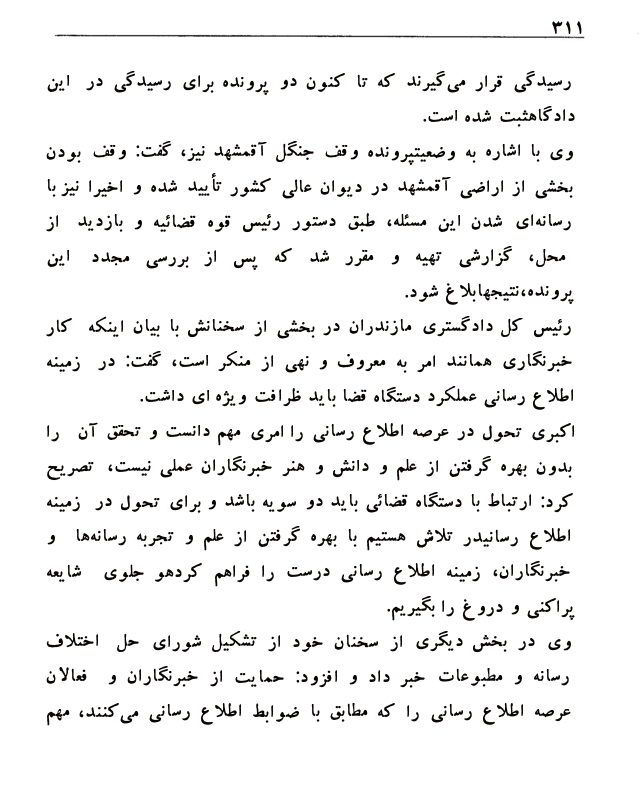 ۳۱۱
رسیدگی قرار می‌گیرند که تا کنون دو پرونده برای رسیدگی در این
دادگاهثبت شده است.
وی با اشاره به وضعیتپرونده وقف جنگل آقمشهد نیز، گفت: وقف بودن
بخشی از اراضی آقمشهد در دیوان عالی کشور تأیید شده و اخیرا نیز با
رسانه‌ای شدن این مسئله، طبق دستور رئیس قوه قضائیه و بازدید از
محل، گزارشی تهیه و مقرر شد که پس از بررسی مجدد این
پرونده،نتیجهابلاغ شود.
رئیس کل دادگستری مازندران در بخشی از سخنانش با بیان اینکه کار
خبرنگاری همانند امر به معروف و نهی از منکر است، گفت: در زمینه
اطلاع رسانی عملکرد دستگاه قضا باید ظرافت ویژه ای داشت.
اکبری تحول در عرصه اطلاع رسانی را امری مهم دانست و تحقق آن را
بدون بهره گرفتن از علم و دانش و هنر خبرنگاران عملی نیست، تصریح
کرد: ارتباط با دستگاه قضائی باید دو سویه باشد و برای تحول در زمینه
اطلاع رسانیدر تلاش هستیم با بهره گرفتن از علم و تجربه رسانه‌ها و
خبرنگاران، زمینه اطلاع رسانی درست را فراهم کردهو جلوی شایعه
پراکنی و دروغ را بگیریم.
وی در بخش دیگری از سخنان خود از تشکیل شورای حل اختلاف
رسانه و مطبوعات خبر داد و افزود: حمایت از خبرنگاران و فعالان
عرصه اطلاع رسانی را که مطابق با ضوابط اطلاع رسانی می‌کنند، مهم